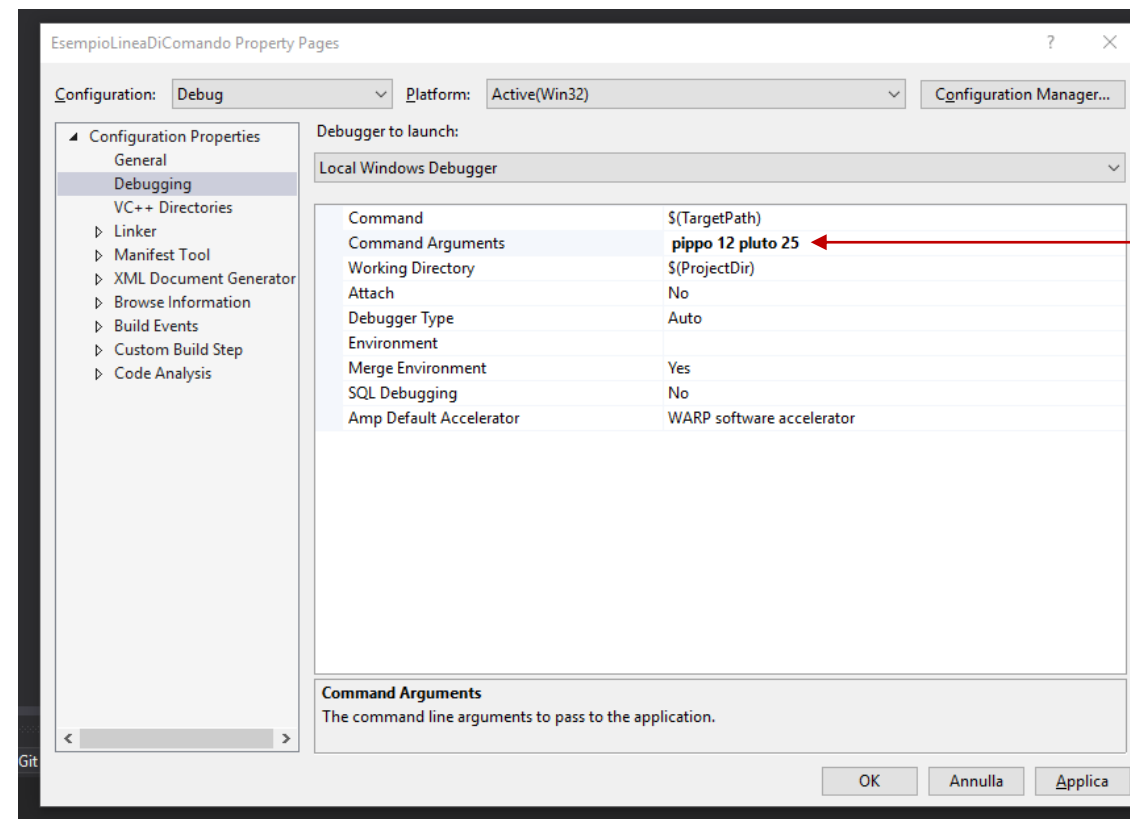 EsempioLineaDiComando Property Pages ? ×
Configuration: Debug Platform: Active(Win32) Configuration Manager...
Configuration Properties
General
Debugging
VC++ Directories
Linker
Manifest Tool
XML Document Generator
Browse Information
Build Events
Custom Build Step
Code Analysis
Debugger to launch:
Local Windows Debugger
Command $(TargetPath)
Command Arguments pippo 12 pluto 25
Working Directory $(ProjectDir)
Attach No
Debugger Type Auto
Environment
Merge Environment Yes
SQL Debugging No
Amp Default Accelerator WARP software accelerator
Command Arguments
The command line arguments to pass to the application.
Git
OK Annulla Applica